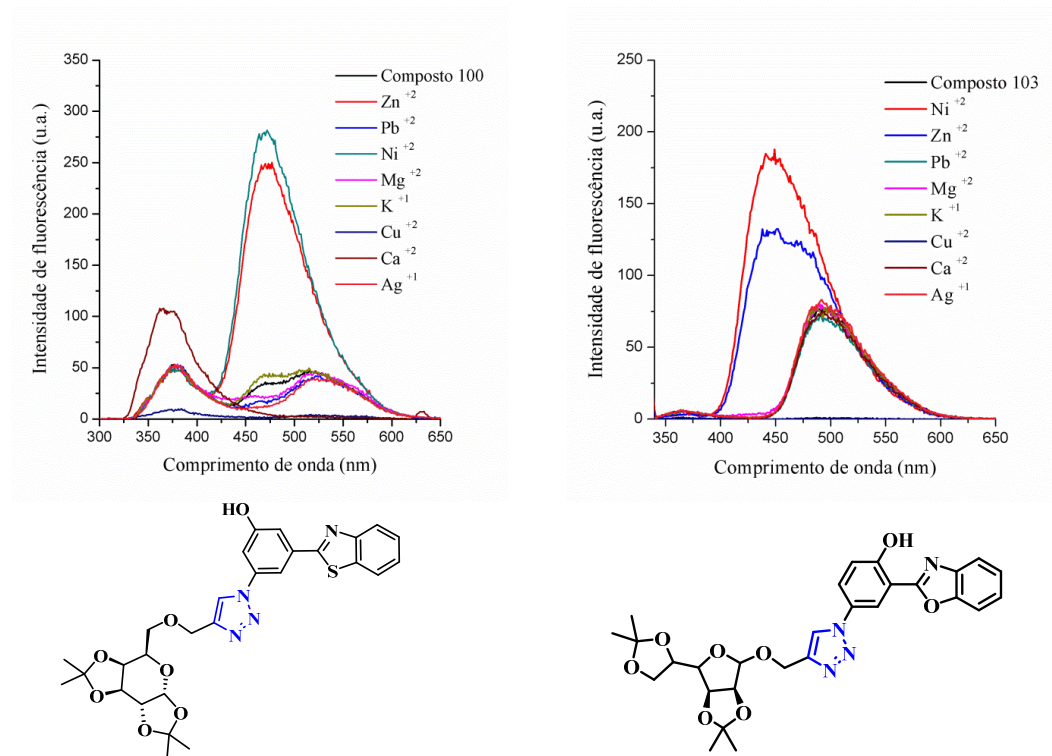 350
300
250
200
150
100
50
0
300 350 400 450 500 550 600 650
Intensidade de fluorescência (u.a.)
Comprimento de onda (nm)
Composto 100
Zn +2
Pb +2
Ni +2
Mg +2
K +1
Cu +2
Ca +2
Ag +1
250
200
150
100
50
0
350 400 450 500 550 600 650
Intensidade de fluorescência (u.a.)
Comprimento de onda (nm)
Composto 103
Ni +2
Zn +2
Pb +2
Mg +2
K +1
Cu +2
Ca +2
Ag +1
HO
N
S
N
N
N
O
O
O
O
O
O
OH
N
O
N
N
N
O
O
O
O
O
O